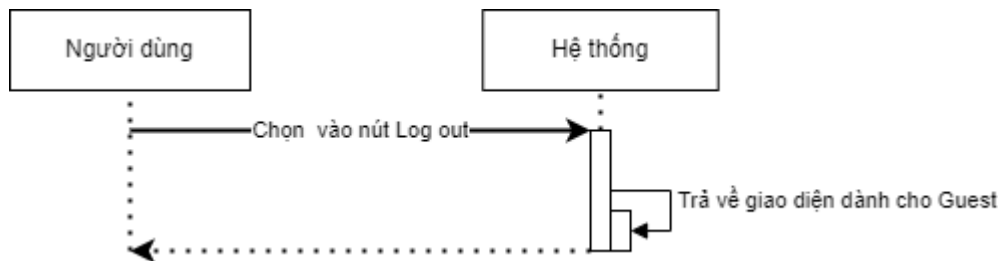 Người dùng
Hệ thống
Chọn vào nút Log out
Trả về giao diện dành cho Guest